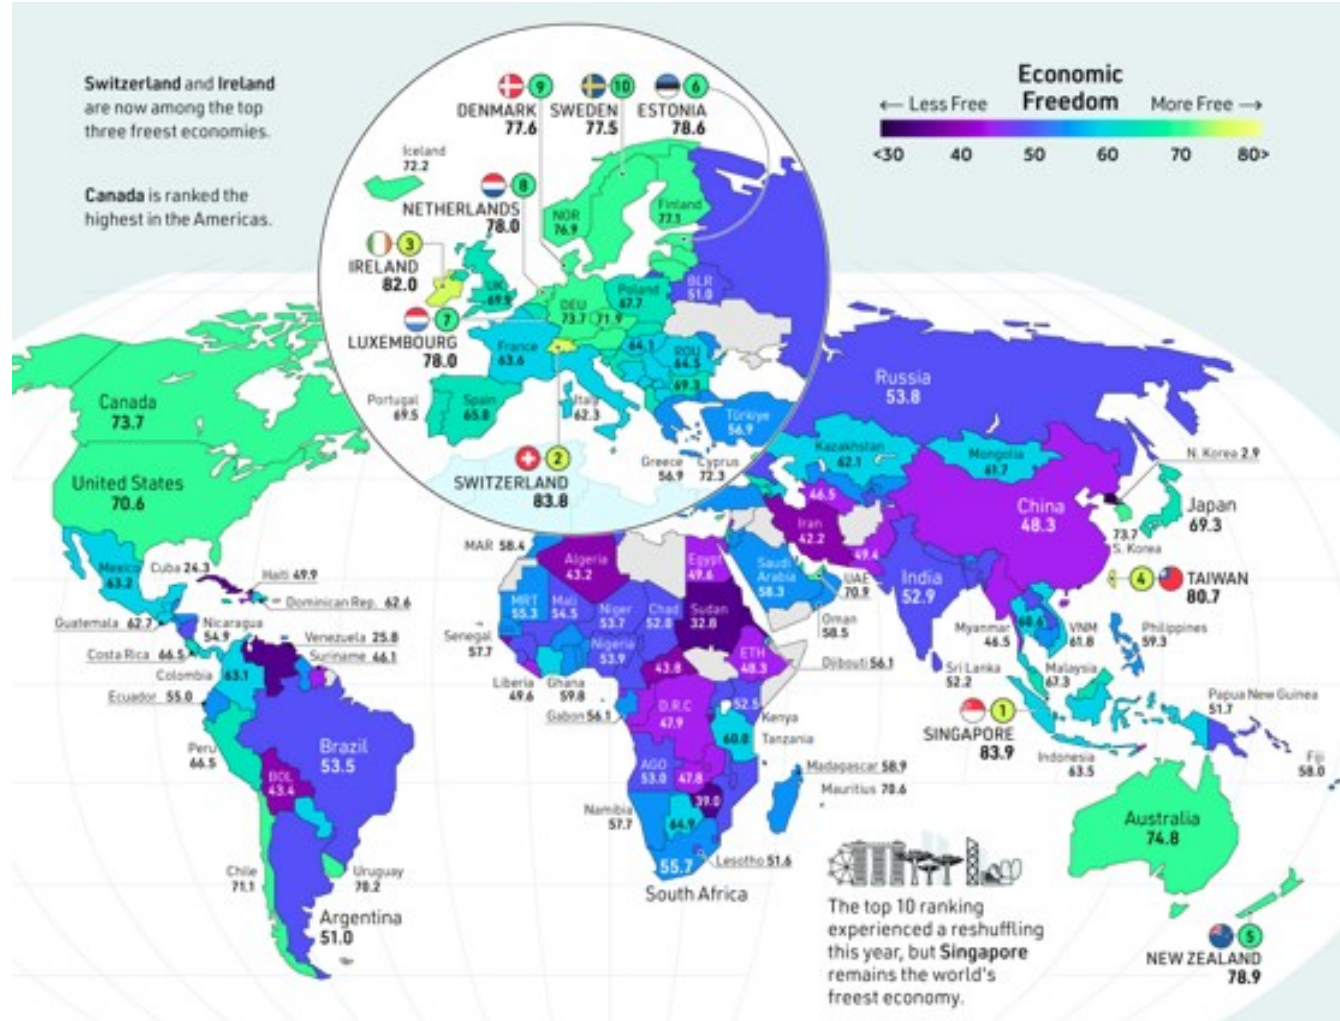 Switzerland and Ireland
are now among the top
three freest economies.
Canada is ranked the
highest in the Americas.
Economic
Freedom
← Less Free
More Free →
<30 40 50 60 70 80>
9
DENMARK
77.6
10
SWEDEN
77.5
6
ESTONIA
78.6
Iceland
72.2
8
NETHERLANDS
78.0
NOR
76.9
Finland
77.1
3
IRELAND
82.0
UK
69.9
Poland
67.7
BLR
51.0
DEU
73.7
71.9
7
LUXEMBOURG
78.0
France
63.6
64.1
ROU
64.5
69.3
Portugal
69.5
Spain
65.0
Italy
62.3
Türkiye
56.9
Greece
56.9
Cyprus
72.3
2
SWITZERLAND
83.8
Canada
73.7
United States
70.6
Mexico
63.2
Cuba 24.3
Haiti 49.9
Dominican Rep. 62.6
Guatemala 62.7
Nicaragua
54.9
Costa Rica 66.5
Venezuela 25.8
Suriname 46.1
Colombia
63.1
Ecuador 55.0
Peru
66.5
Brazil
53.5
BOL
43.4
Chile
71.1
Uruguay
70.2
Argentina
51.0
Russia
53.8
Kazakhstan
62.1
Mongolia
61.7
N. Korea 2.9
China
48.3
Japan
69.3
73.7
S. Korea
46.5
Iran
42.2
49.4
4
TAIWAN
80.7
MAR 58.4
Algeria
43.2
Egypt
49.6
Saudi
Arabia
58.3
UAE
70.9
India
52.9
Oman
58.5
MRT
55.3
Mali
54.5
Niger
53.7
Chad
52.0
Sudan
32.8
Senegal
57.7
Nigeria
53.9
ETH
48.3
Djibouti 56.1
43.8
Liberia
49.6
Ghana
59.8
Gabon 56.1
D.R.C
47.9
52.5
Kenya
60.0
Tanzania
AGO
53.0
47.8
39.0
Madagascar 58.9
Mauritius 70.6
Namibia
57.7
64.9
Lesotho 51.6
55.7
South Africa
Myanmar
46.5
60.6
VNM
61.8
Philippines
59.3
Sri Lanka
52.2
Malaysia
67.3
1
SINGAPORE
83.9
Indonesia
63.5
Papua New Guinea
51.7
Fiji
58.0
Australia
74.8
5
NEW ZEALAND
78.9
The top 10 ranking
experienced a reshuffling
this year, but Singapore
remains the world's
freest economy.